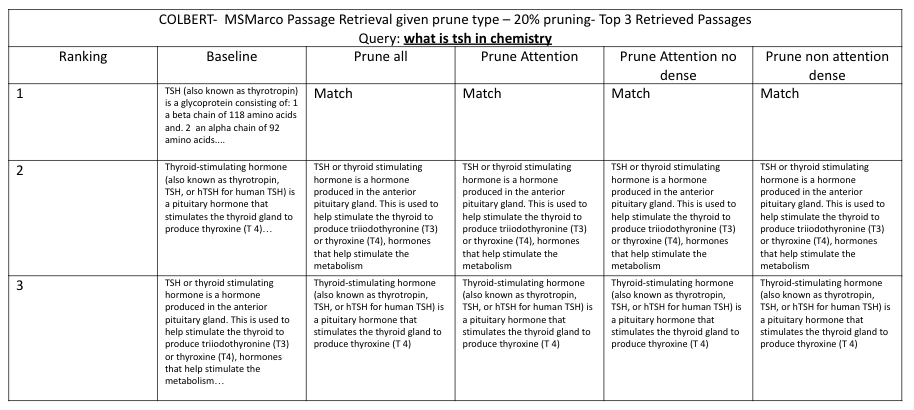 COLBERT-  MSMarco Passage Retrieval given prune type – 20% pruning- Top 3 Retrieved Passages
Query: what is tsh in chemistry
Ranking
Baseline
Prune all
Prune Attention
Prune Attention no
dense
Prune non attention
dense
1
TSH (also known as thyrotropin)
is a glycoprotein consisting of: 1
a beta chain of 118 amino acids
and. 2  an alpha chain of 92
amino acids....
Match
Match
Match
Match
2
Thyroid-stimulating hormone
(also known as thyrotropin,
TSH, or hTSH for human TSH) is
a pituitary hormone that
stimulates the thyroid gland to
produce thyroxine (T 4)…
TSH or thyroid stimulating
hormone is a hormone
produced in the anterior
pituitary gland. This is used to
help stimulate the thyroid to
produce triiodothyronine (T3)
or thyroxine (T4), hormones
that help stimulate the
metabolism
TSH or thyroid stimulating
hormone is a hormone
produced in the anterior
pituitary gland. This is used to
help stimulate the thyroid to
produce triiodothyronine (T3)
or thyroxine (T4), hormones
that help stimulate the
metabolism
TSH or thyroid stimulating
hormone is a hormone
produced in the anterior
pituitary gland. This is used to
help stimulate the thyroid to
produce triiodothyronine (T3)
or thyroxine (T4), hormones
that help stimulate the
metabolism
TSH or thyroid stimulating
hormone is a hormone
produced in the anterior
pituitary gland. This is used to
help stimulate the thyroid to
produce triiodothyronine (T3)
or thyroxine (T4), hormones
that help stimulate the
metabolism
3
TSH or thyroid stimulating
hormone is a hormone
produced in the anterior
pituitary gland. This is used to
help stimulate the thyroid to
produce triiodothyronine (T3)
or thyroxine (T4), hormones
that help stimulate the
metabolism…
Thyroid-stimulating hormone
(also known as thyrotropin,
TSH, or hTSH for human TSH) is
a pituitary hormone that
stimulates the thyroid gland to
produce thyroxine (T 4)
Thyroid-stimulating hormone
(also known as thyrotropin,
TSH, or hTSH for human TSH) is
a pituitary hormone that
stimulates the thyroid gland to
produce thyroxine (T 4)
Thyroid-stimulating hormone
(also known as thyrotropin,
TSH, or hTSH for human TSH) is
a pituitary hormone that
stimulates the thyroid gland to
produce thyroxine (T 4)
Thyroid-stimulating hormone
(also known as thyrotropin,
TSH, or hTSH for human TSH) is
a pituitary hormone that
stimulates the thyroid gland to
produce thyroxine (T 4)